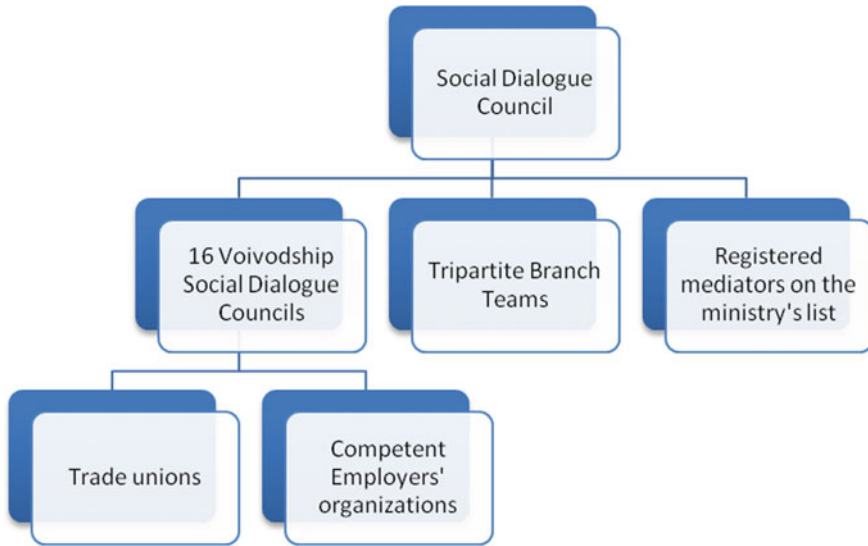 Social Dialogue
Council
16 Voivodship
Social Dialogue
Councils
Tripartite Branch
Teams
Registered
mediators on the
ministry's list
Trade unions
Competent
Employers'
organizations